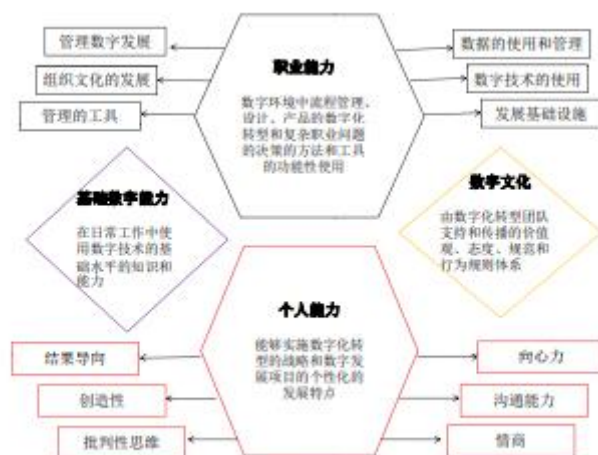 管理数字发展
组织文化的发展
管理的工具
职业能力
数字环境中流程管理、
设计、产品的数字化
转型和复杂职业问题
的决策的方法和工具
的功能性使用
数据的使用和管理
数字技术的使用
发展基础设施
基础数字能力
在日常工作中使
用数字技术的基
础水平的知识和
能力
数字文化
由数字化转型团队
支持和传播的价值
观、态度、规范和
行为规则体系
个人能力
能够实施数字化转
型的战略和数字发
展项目的个性化的
发展特点
结果导向
创造性
批判性思维
向心力
沟通能力
情商